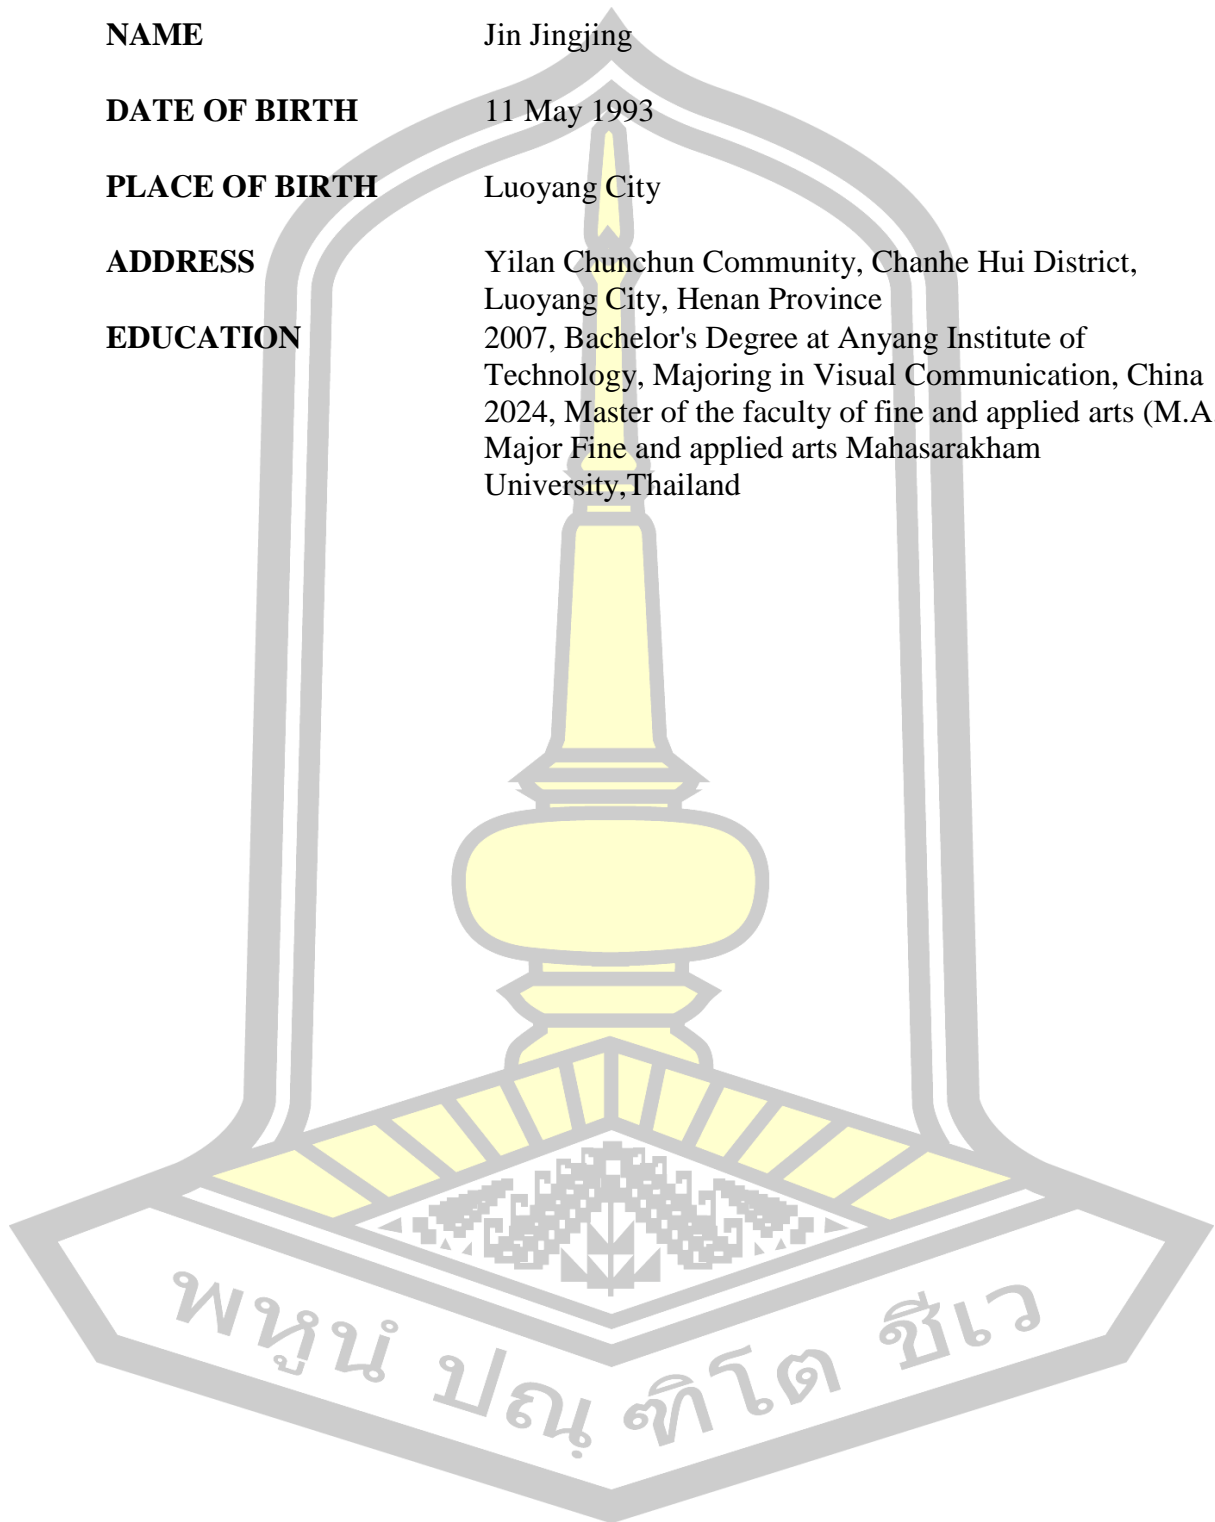 NAME Jin Jingjing
DATE OF BIRTH 11 May 1993
PLACE OF BIRTH Luoyang City
ADDRESS Yilan Chunchun Community, Chanhe Hui District,
Luoyang City, Henan Province
EDUCATION 2007, Bachelor's Degree at Anyang Institute of
Technology, Majoring in Visual Communication, China
2024, Master of the faculty of fine and applied arts (M.A
Major Fine and applied arts Mahasarakham
University,Thailand
พหูนํ ปณฺฑิโต ชีเว